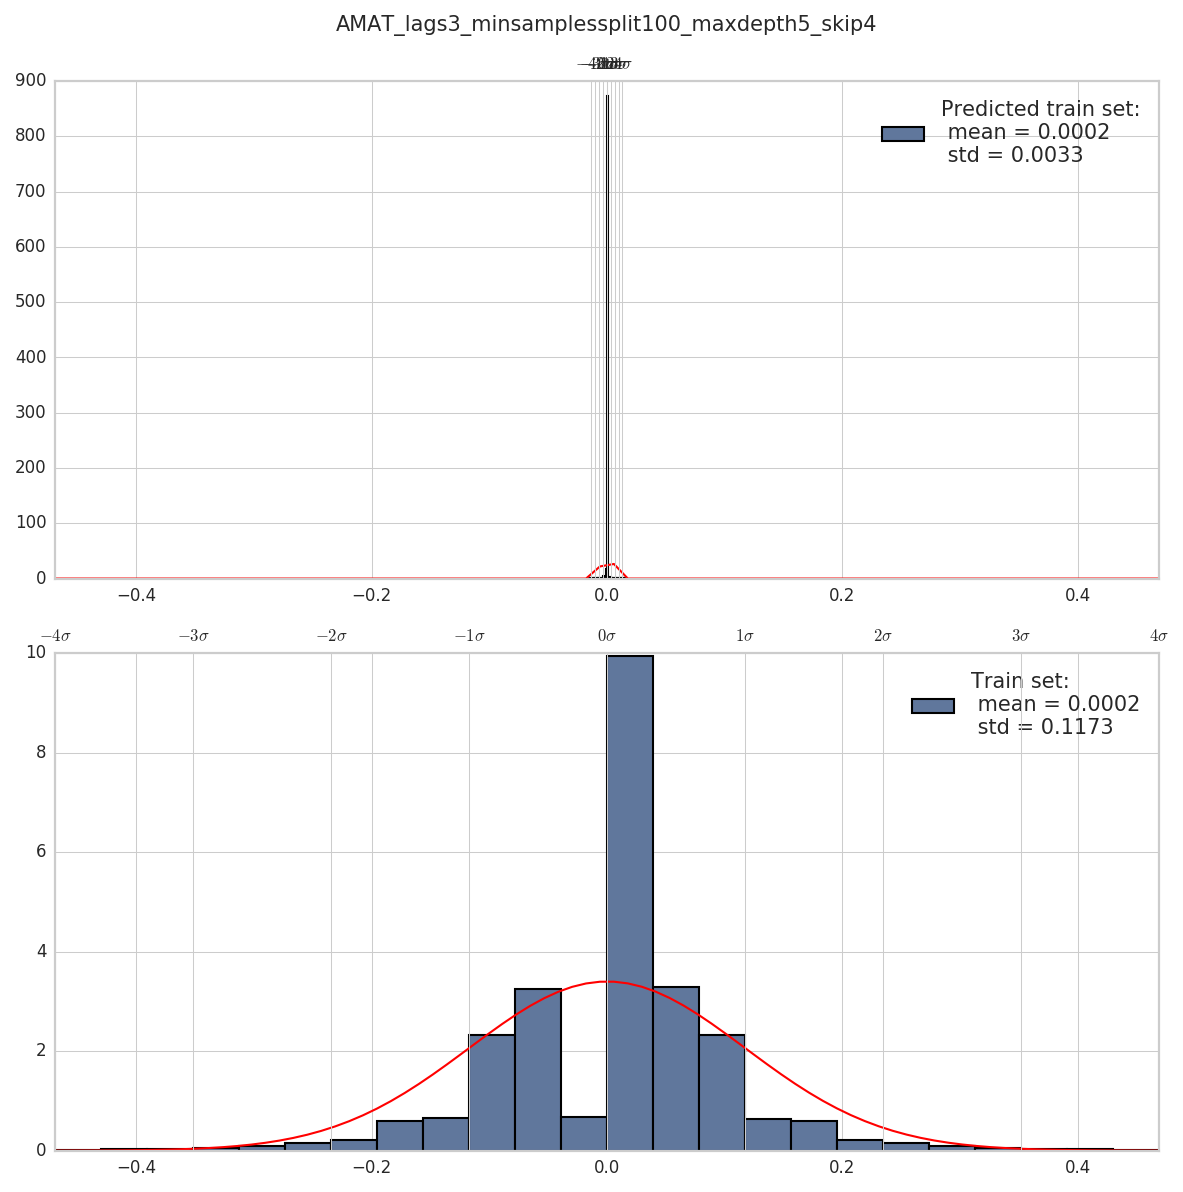 AMAT_lags3_minsamplessplit100_maxdepth5_skip4
900
800
700
600
500
400
300
200
100
0
Predicted train set:
mean = 0.0002
std = 0.0033
−0.4 −0.2 0.0 0.2 0.4
−4σ −3σ −2σ −1σ 0σ 1σ 2σ 3σ 4σ
10
8
6
4
2
0
Train set:
mean = 0.0002
std = 0.1173
−0.4 −0.2 0.0 0.2 0.4